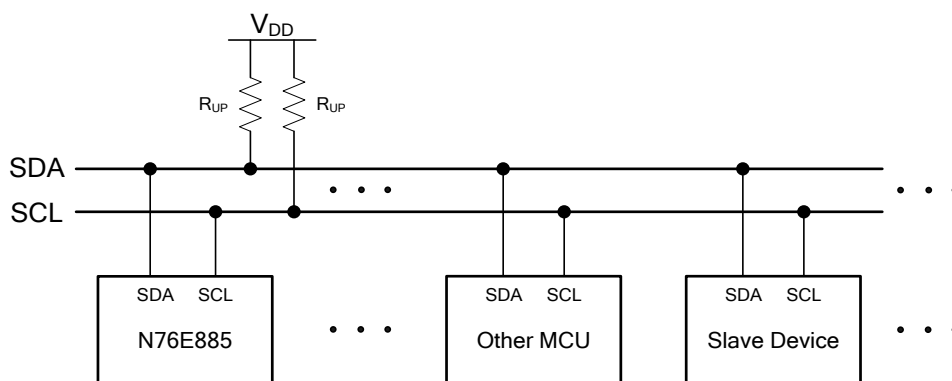 VDD
RUP RUP
SDA
SCL
SDA SCL SDA SCL SDA SCL
N76E885 Other MCU Slave Device